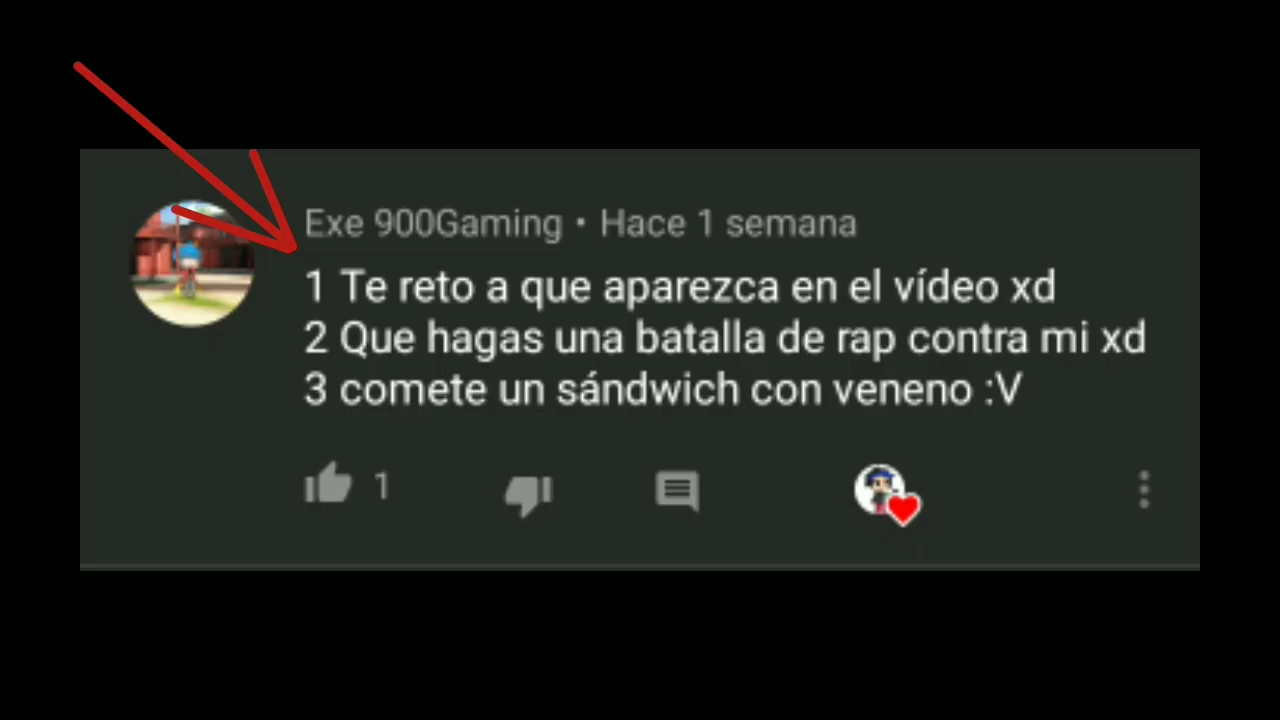 Exe 900Gaming • Hace 1 semana
1 Te reto a que aparezca en el vídeo xd
2 Que hagas una batalla de rap contra mi xd
3 comete un sándwich con veneno :V
1